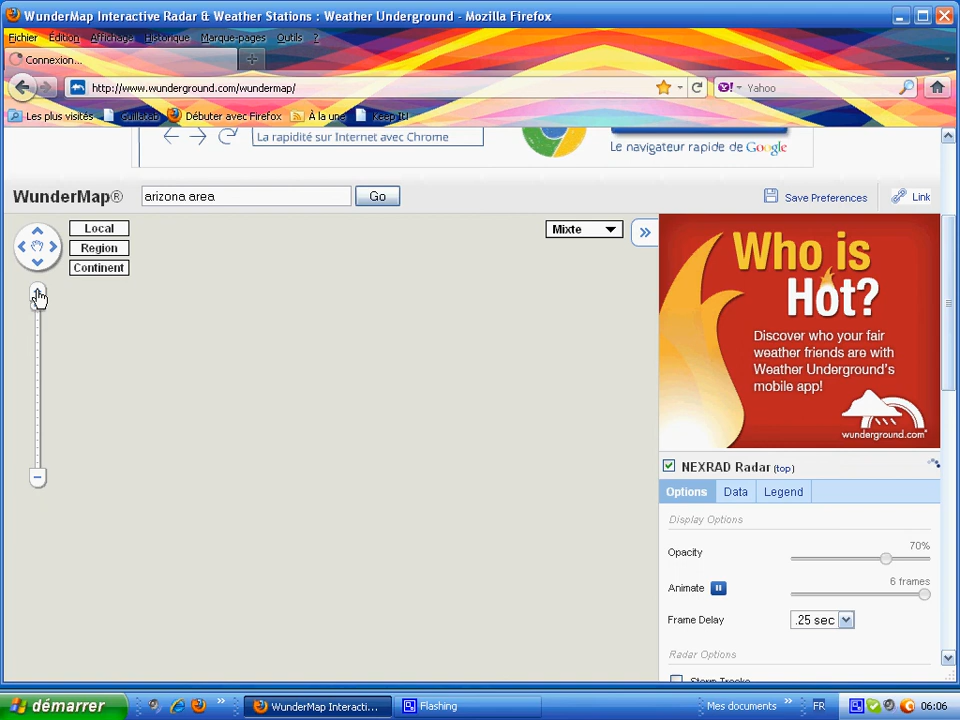 WunderMap Interactive Radar & Weather Stations : Weather Underground - Mozilla Firefox
Fichier Édition Affichage Historique Marque-pages Outils ?
Connexion...
http://www.wunderground.com/wundermap/
Yahoo
Les plus visités Guillatab Débuter avec Firefox À la une Keep It!
La rapidité sur Internet avec Chrome
Le navigateur rapide de Google
WunderMap® arizona area Go Save Preferences Link
Local
Region
Continent
Mixte
Who is
Hot?
Discover who your fair
weather friends are with
Weather Underground's
mobile app!
wunderground.com®
NEXRAD Radar (top)
Options Data Legend
Display Options
Opacity 70%
Animate 6 frames
Frame Delay .25 sec
Radar Options
Storm Tracks
démarrer WunderMap Interacti... Flashing Mes documents FR 06:06